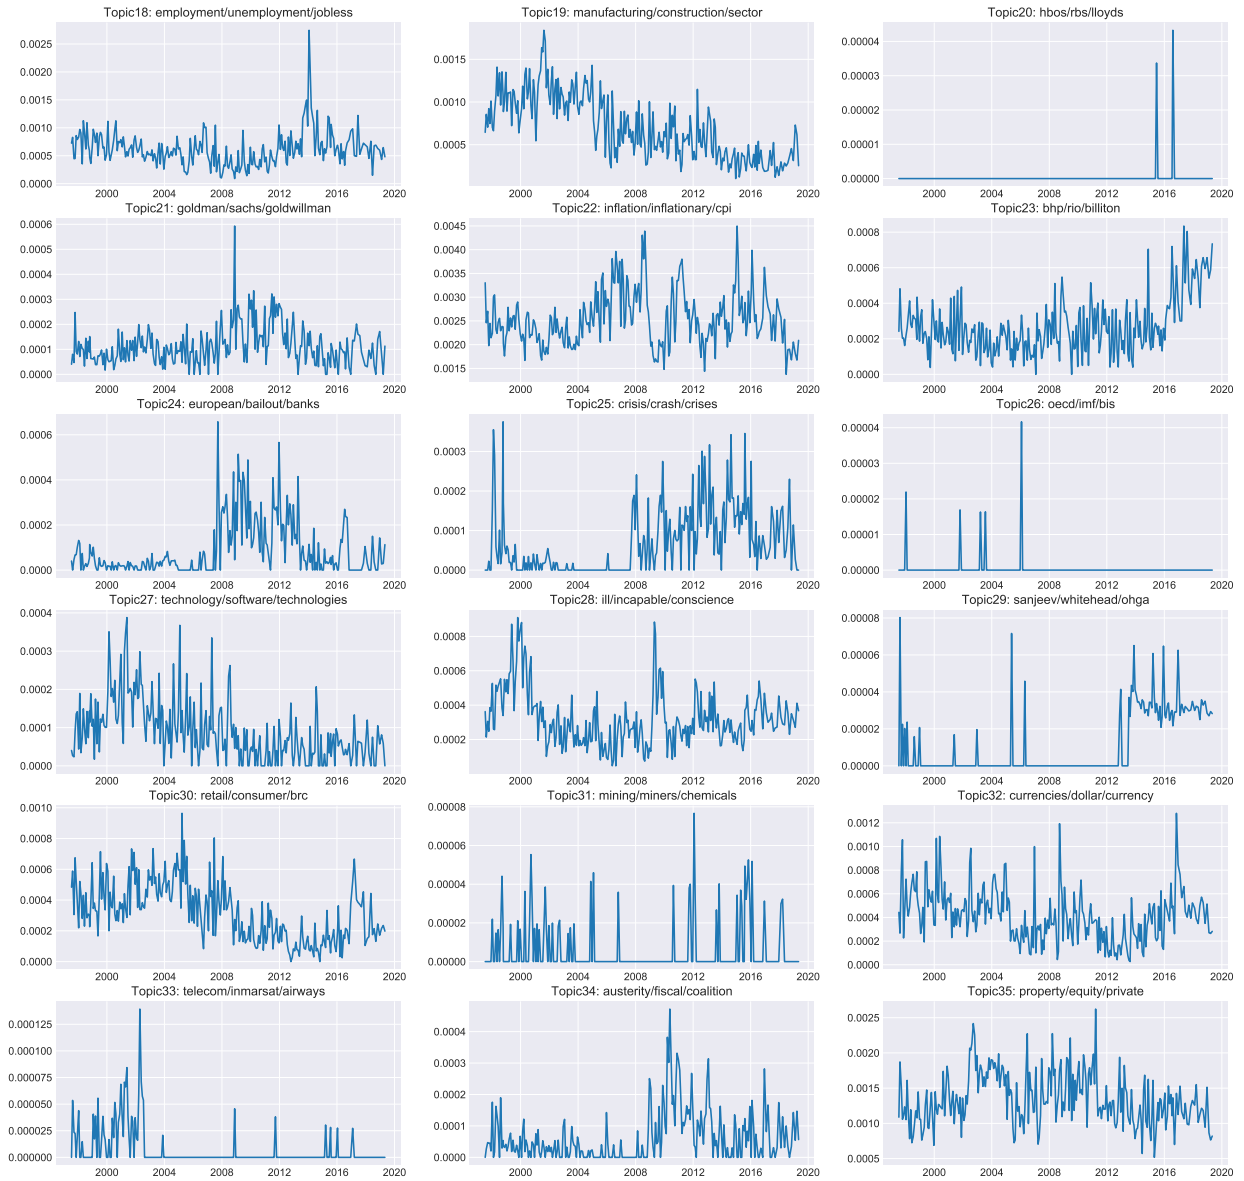 Topic18: employment/unemployment/jobless
0.0025
0.0020
0.0015
0.0010
0.0005
0.0000
2000 2004 2008 2012 2016 2020
Topic19: manufacturing/construction/sector
0.0015
0.0010
0.0005
2000 2004 2008 2012 2016 2020
Topic20: hbos/rbs/lloyds
0.00004
0.00003
0.00002
0.00001
0.00000
2000 2004 2008 2012 2016 2020
Topic21: goldman/sachs/goldwillman
0.0006
0.0005
0.0004
0.0003
0.0002
0.0001
0.0000
2000 2004 2008 2012 2016 2020
Topic22: inflation/inflationary/cpi
0.0045
0.0040
0.0035
0.0030
0.0025
0.0020
0.0015
2000 2004 2008 2012 2016 2020
Topic23: bhp/rio/billiton
0.0008
0.0006
0.0004
0.0002
0.0000
2000 2004 2008 2012 2016 2020
Topic24: european/bailout/banks
0.0006
0.0004
0.0002
0.0000
2000 2004 2008 2012 2016 2020
Topic25: crisis/crash/crises
0.0003
0.0002
0.0001
0.0000
2000 2004 2008 2012 2016 2020
Topic26: oecd/imf/bis
0.00004
0.00003
0.00002
0.00001
0.00000
2000 2004 2008 2012 2016 2020
Topic27: technology/software/technologies
0.0004
0.0003
0.0002
0.0001
0.0000
2000 2004 2008 2012 2016 2020
Topic28: ill/incapable/conscience
0.0008
0.0006
0.0004
0.0002
2000 2004 2008 2012 2016 2020
Topic29: sanjeev/whitehead/ohga
0.00008
0.00006
0.00004
0.00002
0.00000
2000 2004 2008 2012 2016 2020
Topic30: retail/consumer/brc
0.0010
0.0008
0.0006
0.0004
0.0002
0.0000
2000 2004 2008 2012 2016 2020
Topic31: mining/miners/chemicals
0.00008
0.00006
0.00004
0.00002
0.00000
2000 2004 2008 2012 2016 2020
Topic32: currencies/dollar/currency
0.0012
0.0010
0.0008
0.0006
0.0004
0.0002
0.0000
2000 2004 2008 2012 2016 2020
Topic33: telecom/inmarsat/airways
0.000125
0.000100
0.000075
0.000050
0.000025
0.000000
2000 2004 2008 2012 2016 2020
Topic34: austerity/fiscal/coalition
0.0004
0.0003
0.0002
0.0001
0.0000
2000 2004 2008 2012 2016 2020
Topic35: property/equity/private
0.0025
0.0020
0.0015
0.0010
0.0005
2000 2004 2008 2012 2016 2020